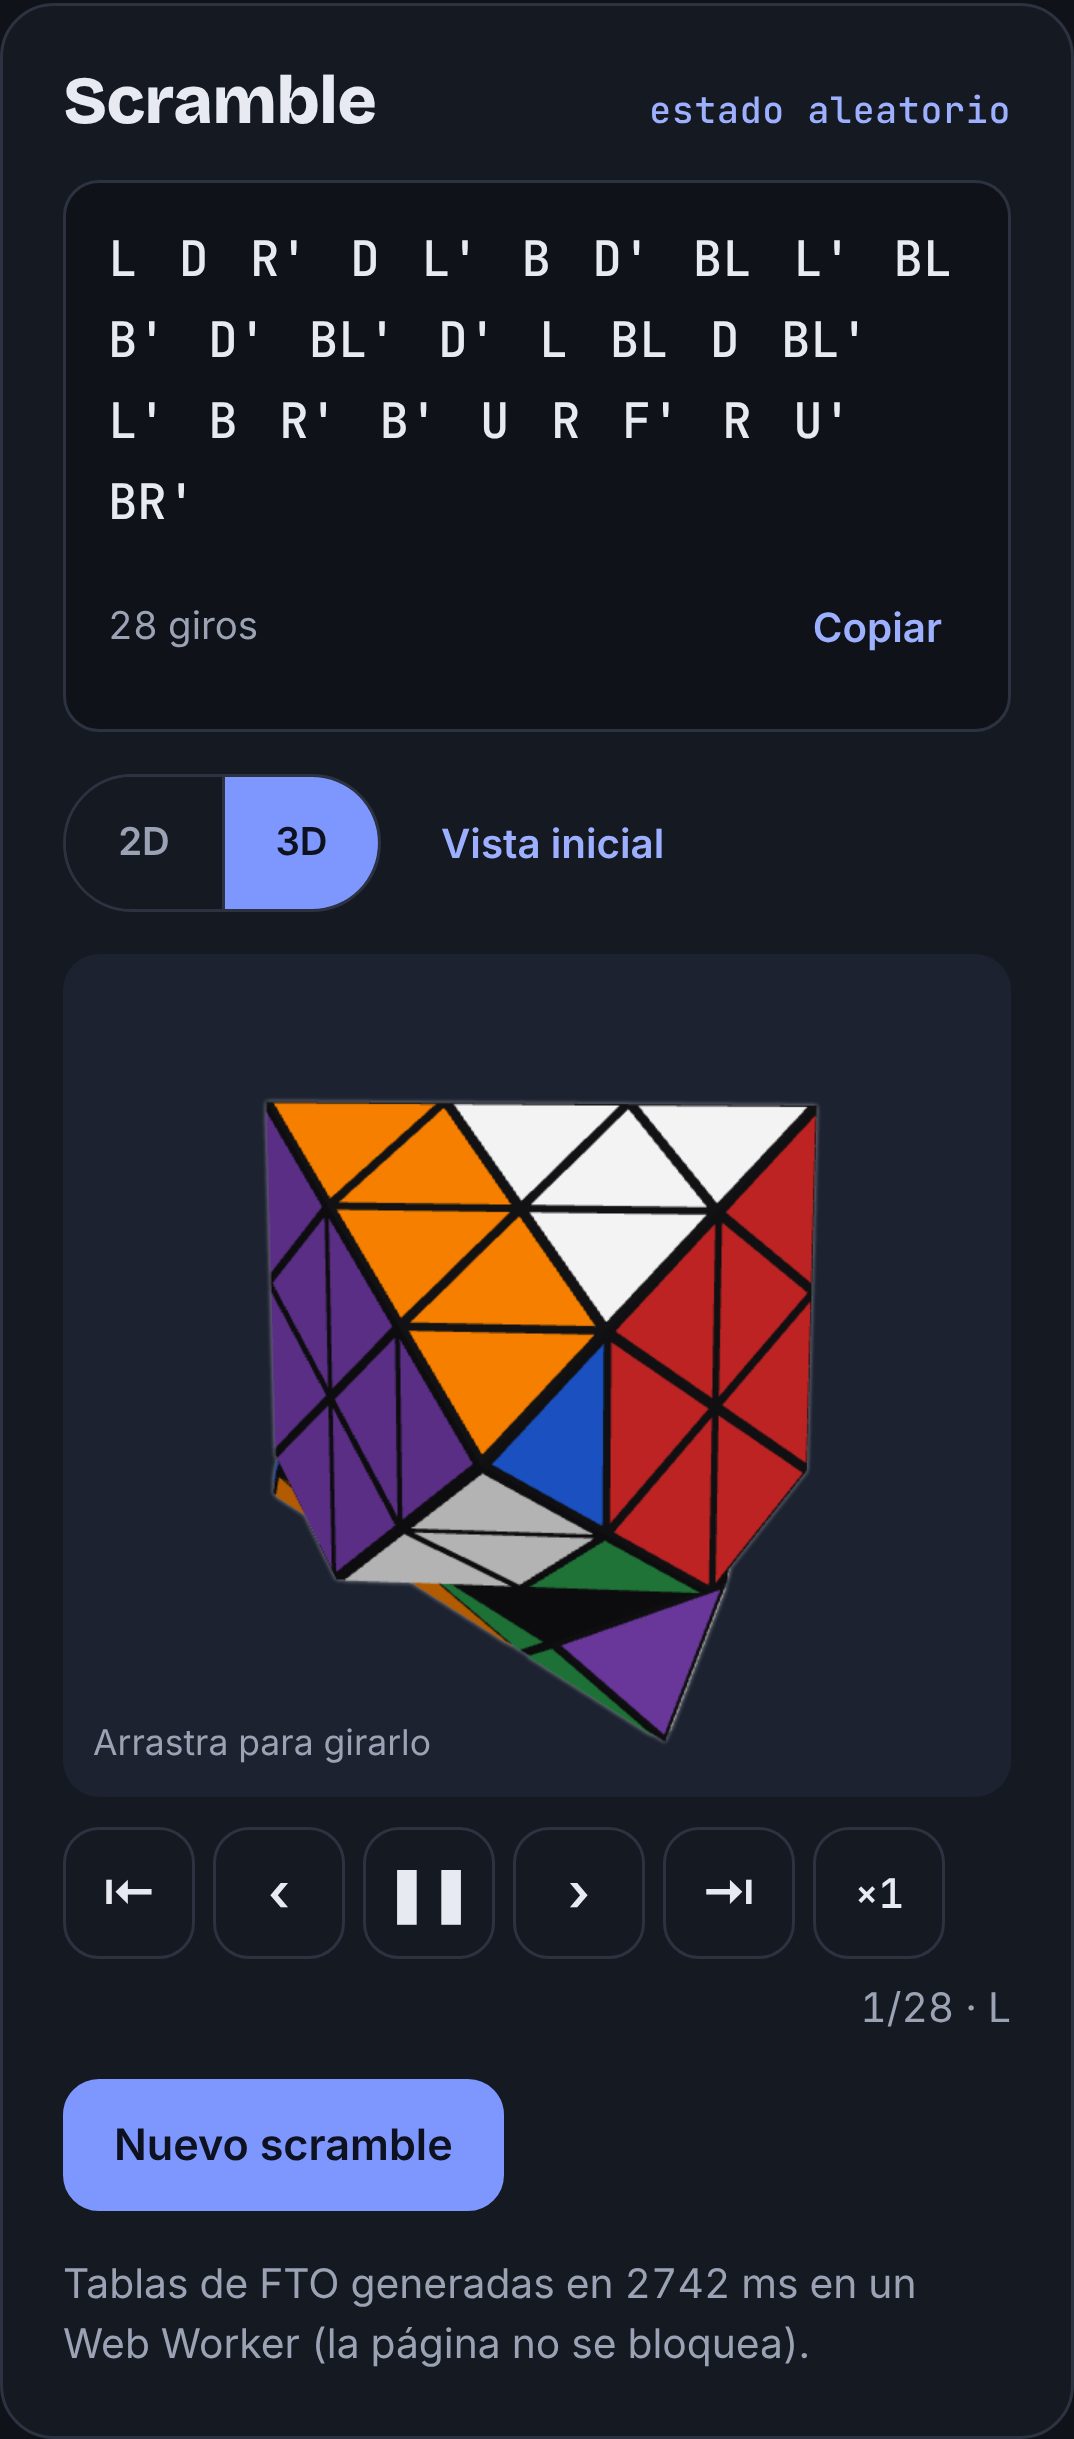 Scramble
estado aleatorio
L D R' D L' B D' BL L' BL
B' D' BL' D' L BL D BL'
L' B R' B' U R F' R U'
BR'
28 giros
Copiar
2D
3D
Vista inicial
Arrastra para girarlo
×1
1/28 · L
Nuevo scramble
Tablas de FTO generadas en 2742 ms en un
Web Worker (la página no se bloquea).